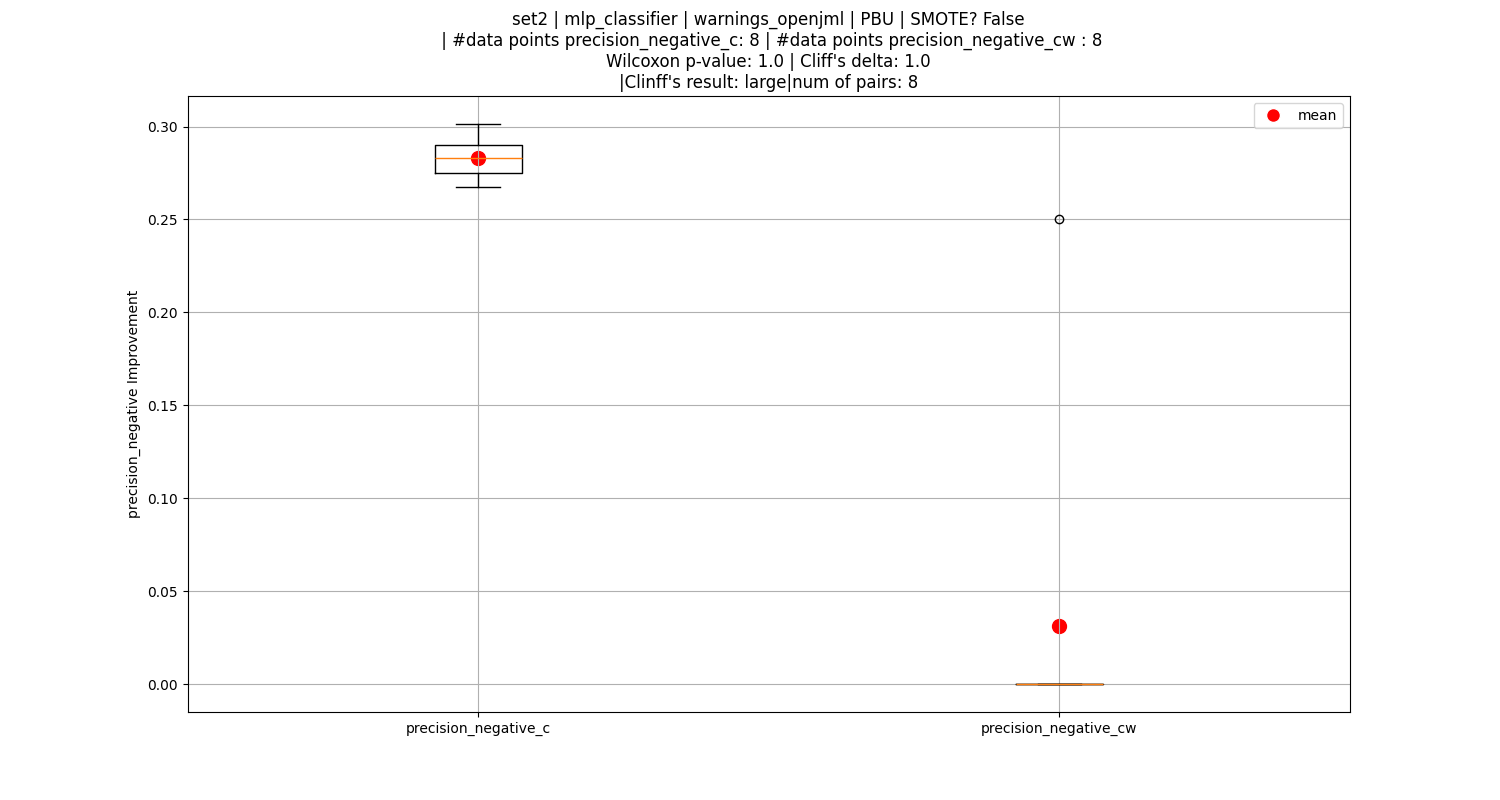 set2 | mlp_classifier | warnings_openjml | PBU | SMOTE? False
| #data points precision_negative_c: 8 | #data points precision_negative_cw : 8
Wilcoxon p-value: 1.0 | Cliff's delta: 1.0
|Clinff's result: large|num of pairs: 8
mean
0.30
0.25
0.20
0.15
0.10
0.05
0.00
precision_negative Improvement
precision_negative_c
precision_negative_cw